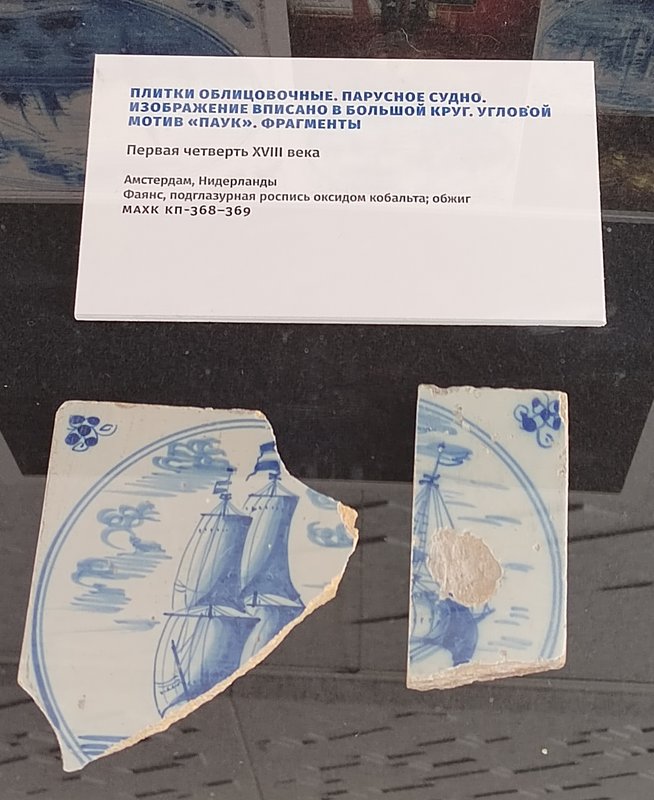 ПЛИТКИ ОБЛИЦОВОЧНЫЕ. ПАРУСНОЕ СУДНО.
ИЗОБРАЖЕНИЕ ВПИСАНО В БОЛЬШОЙ КРУГ. УГЛОВОЙ
МОТИВ «ПАУК». ФРАГМЕНТЫ
Первая четверть XVIII века
Амстердам, Нидерланды
Фаянс, подглазурная роспись оксидом кобальта; обжиг
МАХК КП-368–369